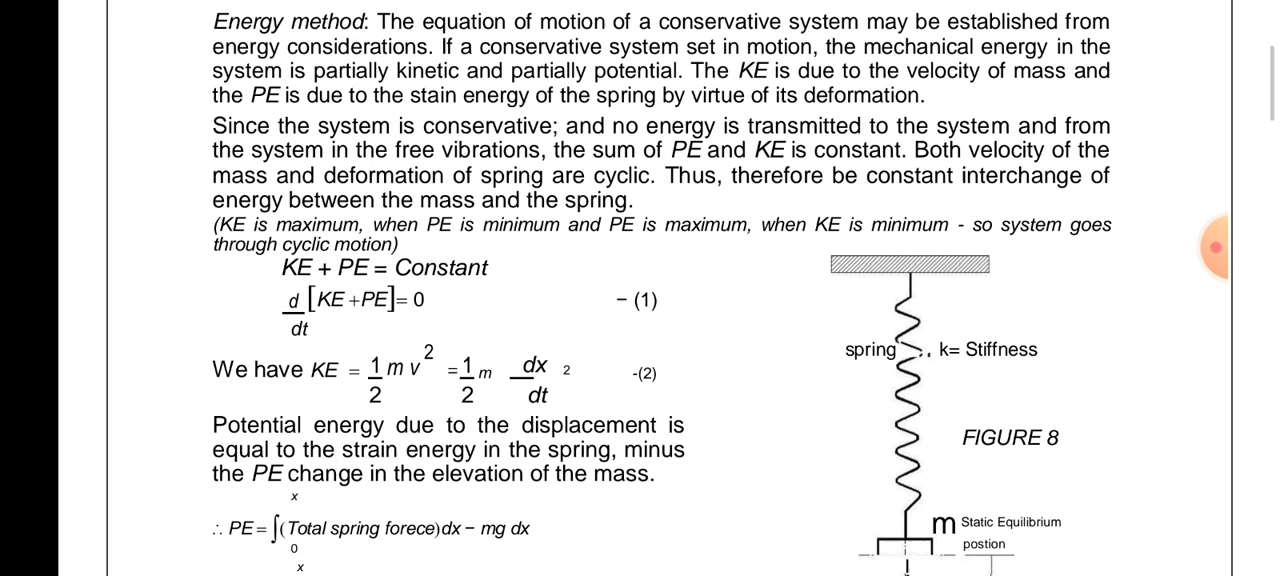 Energy method: The equation of motion of a conservative system may be established from
energy considerations. If a conservative system set in motion, the mechanical energy in the
system is partially kinetic and partially potential. The KE is due to the velocity of mass and
the PE is due to the stain energy of the spring by virtue of its deformation.
Since the system is conservative; and no energy is transmitted to the system and from
the system in the free vibrations, the sum of PE and KE is constant. Both velocity of the
mass and deformation of spring are cyclic. Thus, therefore be constant interchange of
energy between the mass and the spring.
(KE is maximum, when PE is minimum and PE is maximum, when KE is minimum - so system goes
through cyclic motion)
KE + PE = Constant
d [KE +PE]= 0 − (1)
dt
We have KE = 1 m v 2 = 1 m dx 2 -(2)
2 2 dt
Potential energy due to the displacement is
equal to the strain energy in the spring, minus
the PE change in the elevation of the mass.
x
∴ PE = ∫(Total spring forece)dx − mg dx
0
x
spring k= Stiffness
FIGURE 8
m Static Equilibrium
postion